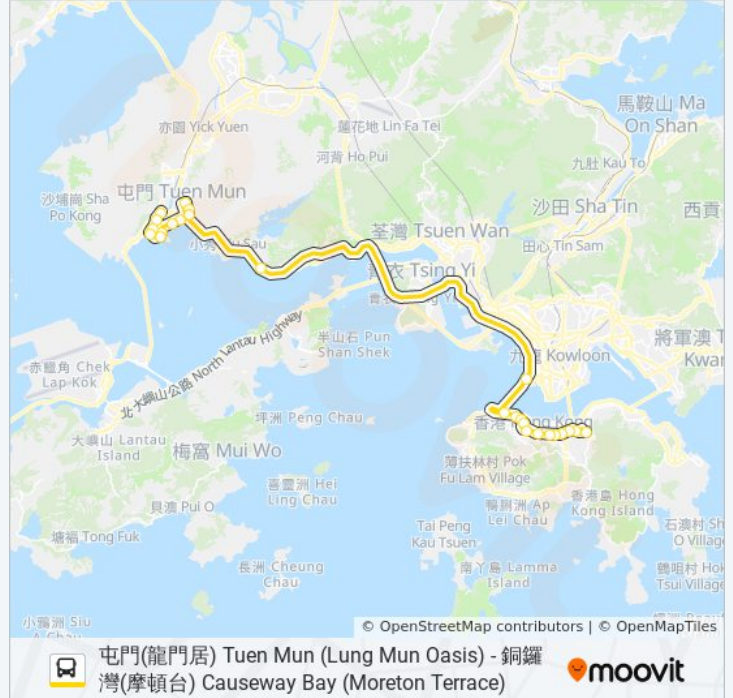 馬鞍山 Ma
On Shan
亦園 Yick Yuen
蓮花地 Lin Fa Tei
河背 Ho Pui
九肚 Kau To
屯門 Tuen Mun
沙埔崗 Sha
Po Kong
沙田 Sha Tin
西貢
荃灣 Tsuen Wan
田心 Tin Sam
Sau
Tsing Yi
將軍澳 T
Kwan
半山石 Pun
Shan Shek
北大嶼山公路 North Lantau Highway
九龍 Kowloon
赤鱲角 Chek
Lap Kok
坪洲 Peng Chau
香港
Kong
大嶼山 Lantau
Island
梅窩 Mui Wo
薄扶林村 Pok
Fu Lam Village
喜靈洲 Hei
Ling Chau
香港島 Hong
Kong Island
貝澳 Pui O
鴨脷洲 Ap
Lei Chau
石澳村 Sh
O Village
塘福 Tong Fuk
Tai Peng
Kau Tsuen
長洲 Cheung
Chau
南丫島 Lamma
Island
鶴咀村 Hok
Tsui Village
小鴉洲 Siu
A Chau
© OpenStreetMap contributors | © OpenMapTiles
屯門(龍門居) Tuen Mun (Lung Mun Oasis) - 銅鑼
灣(摩頓台) Causeway Bay (Moreton Terrace)
moovit